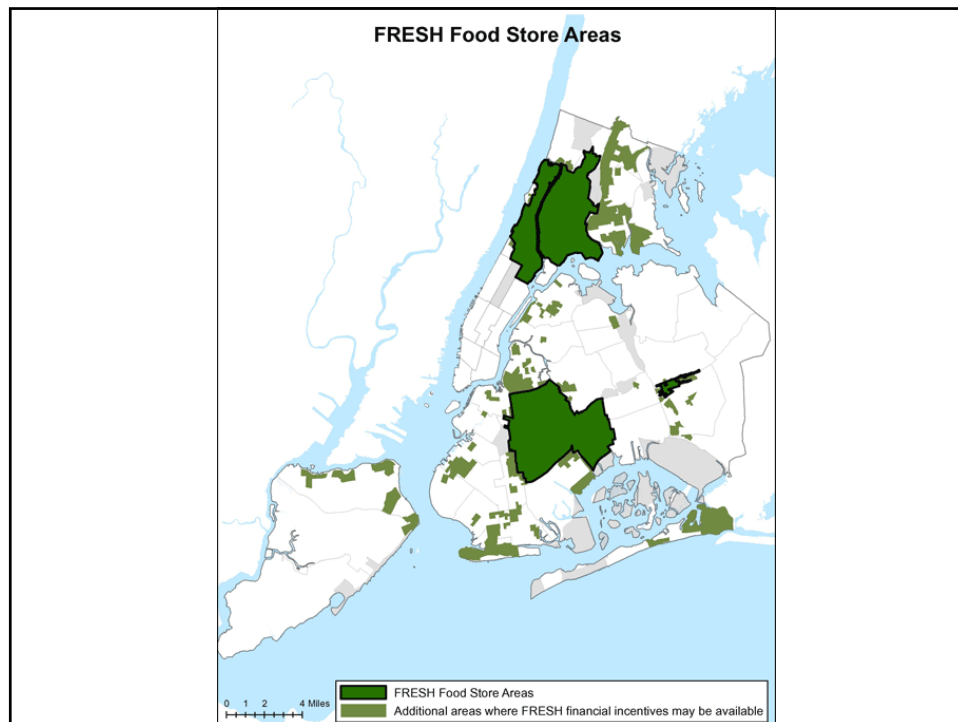 FRESH Food Store Areas
FRESH Food Store Areas
Additional areas where FRESH financial incentives may be available
0 1 2 4 Miles